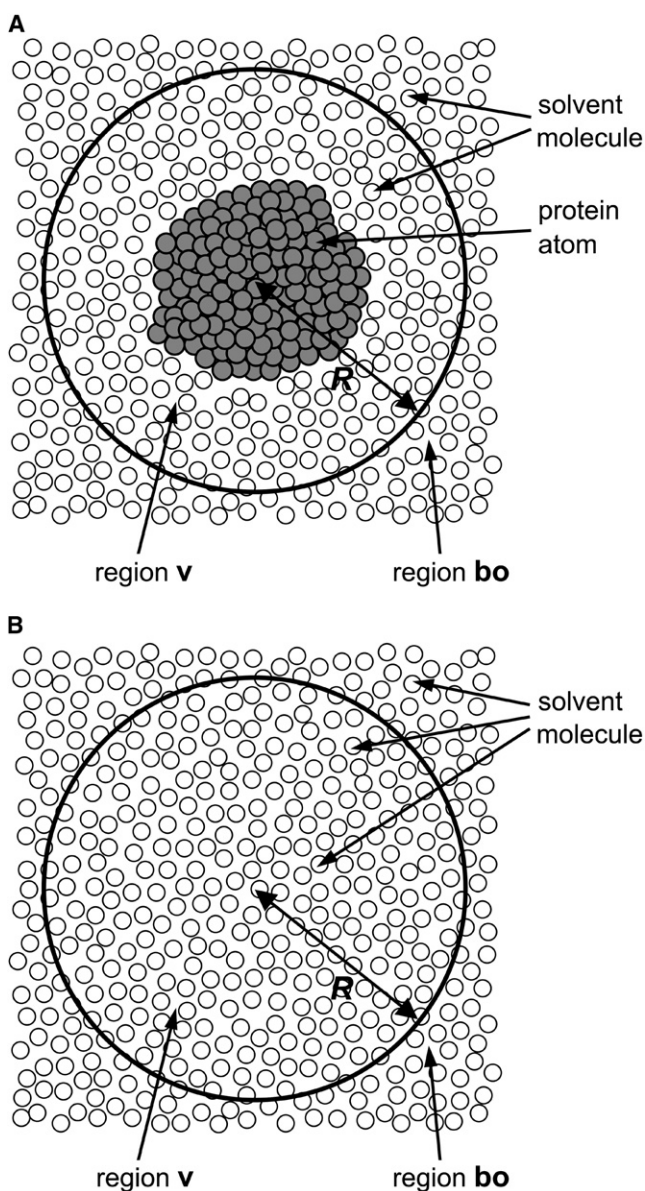 A
solvent
molecule
protein
atom
R
region v
region bo
B
solvent
molecule
R
region v
region bo